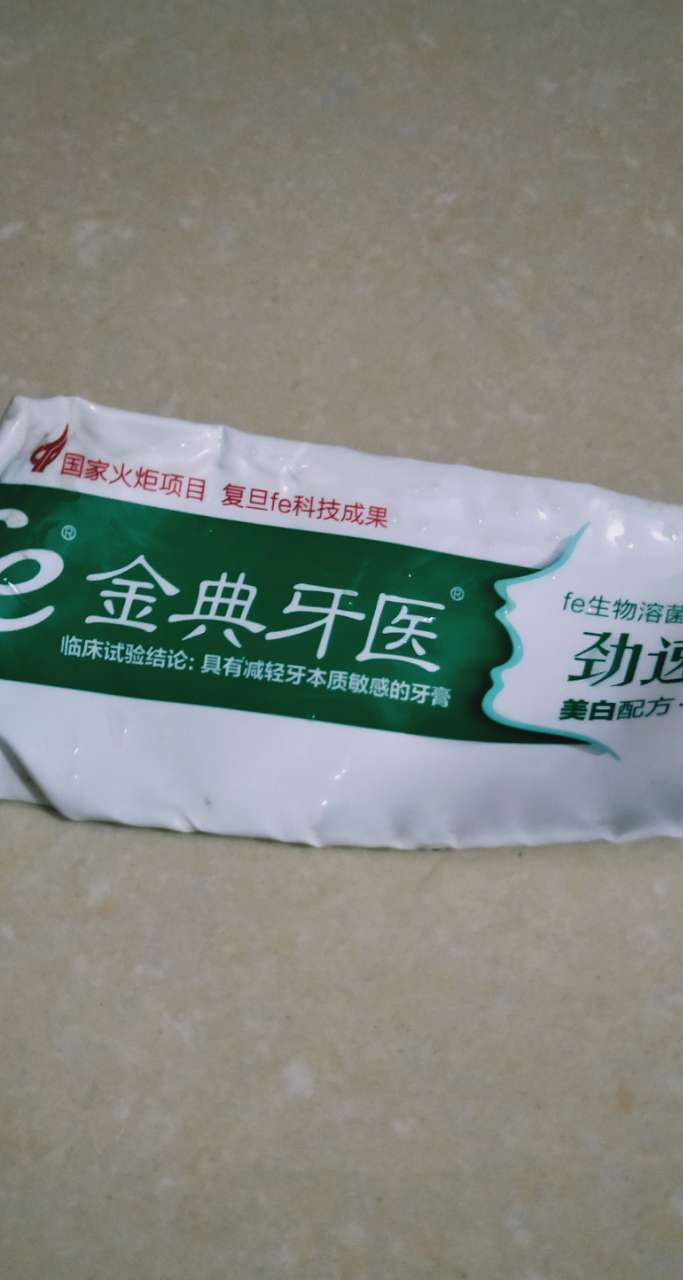 国家火炬项目 复旦fe科技成果
fe® 金典牙医®
临床试验结论: 具有减轻牙本质敏感的牙膏
fe生物溶菌
劲速
美白配方